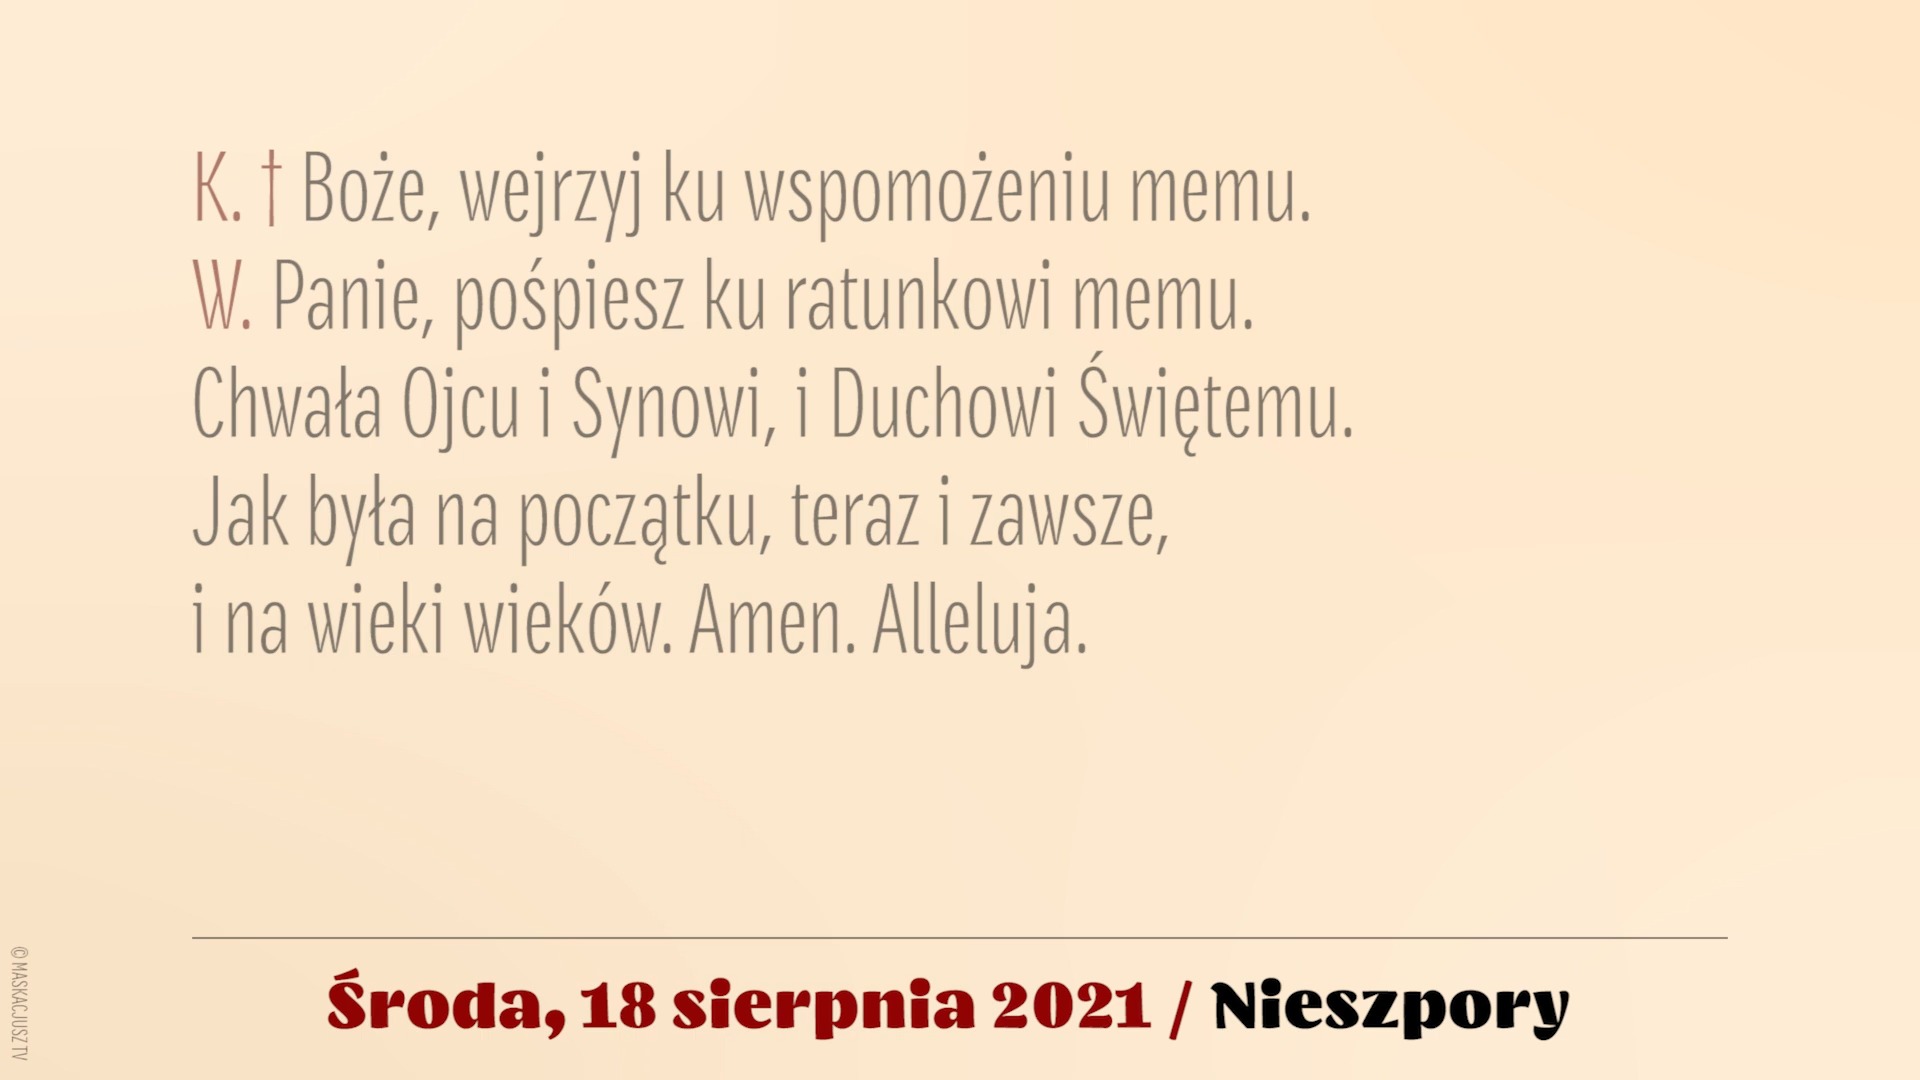 K. † Boże, wejrzyj ku wspomożeniu memu.
W. Panie, pośpiesz ku ratunkowi memu.
Chwała Ojcu i Synowi, i Duchowi Świętemu.
Jak była na początku, teraz i zawsze,
i na wieki wieków. Amen. Alleluja.
Środa, 18 sierpnia 2021 / Nieszpory
© MASKACJUSZ TV